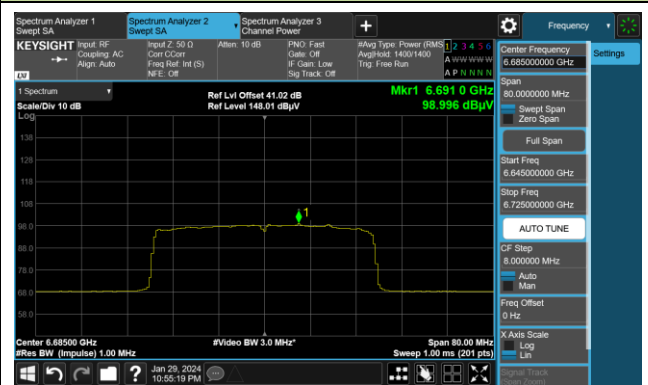 Spectrum Analyzer 1
Swept SA
Spectrum Analyzer 2
Swept SA
Spectrum Analyzer 3
Channel Power
Frequency
KEYSIGHT
Input: RF
Coupling: AC
Align: Auto
Input Z: 50 Ω
Corr CCorr
Freq Ref: Int (S)
NFE: Off
Atten: 10 dB
PNO: Fast
Gate: Off
IF Gain: Low
Sig Track: Off
#Avg Type: Power (RMS
Avg|Hold: 1400/1400
Trig: Free Run
1 2 3 4 5 6
A W W W W W
A P N N N N
LXI
1 Spectrum
Scale/Div 10 dB
Log
Ref Lvl Offset 41.02 dB
Ref Level 148.01 dBµV
Mkr1 6.691 0 GHz
98.996 dBµV
138
128
118
108
98.0
88.0
78.0
68.0
58.0
1
Center 6.68500 GHz
#Res BW (Impulse) 1.00 MHz
#Video BW 3.0 MHz*
Span 80.00 MHz
Sweep 1.00 ms (201 pts)
Jan 29, 2024
10:55:19 PM
Center Frequency
6.685000000 GHz
Settings
Span
80.0000000 MHz
Swept Span
Zero Span
Full Span
Start Freq
6.645000000 GHz
Stop Freq
6.725000000 GHz
AUTO TUNE
CF Step
8.000000 MHz
Auto
Man
Freq Offset
0 Hz
X Axis Scale
Log
Lin
Signal Track
(Span Zoom)